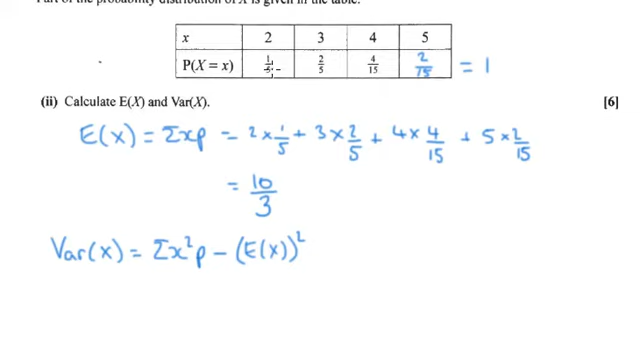 Part of the probability distribution of X is given in the table.
x 2 3 4 5
P(X = x) 1/5 2/5 4/15 2/15 = 1
(ii) Calculate E(X) and Var(X). [6]
E(X) = Σxp = 2 × 1/5 + 3 × 2/5 + 4 × 4/15 + 5 × 2/15
= 10/3
Var(X) = Σx²p − (E(X))²